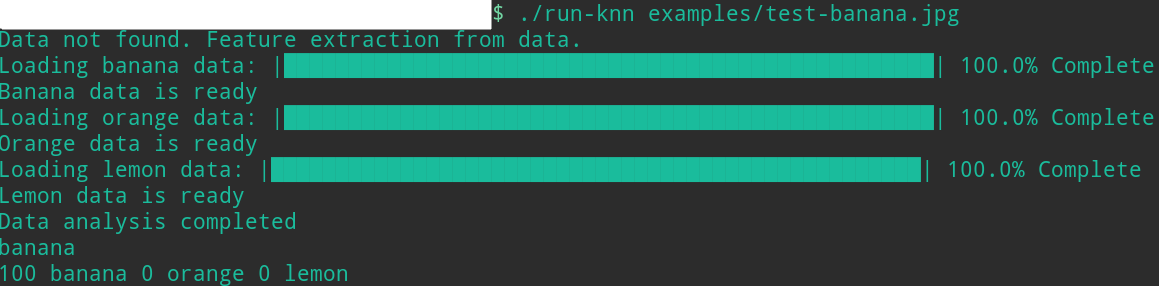 $ ./run-knn examples/test-banana.jpg
Data not found. Feature extraction from data.
Loading banana data: |██████████████████████████████████████████████████| 100.0% Complete
Banana data is ready
Loading orange data: |██████████████████████████████████████████████████| 100.0% Complete
Orange data is ready
Loading lemon data: |██████████████████████████████████████████████████| 100.0% Complete
Lemon data is ready
Data analysis completed
banana
100 banana 0 orange 0 lemon